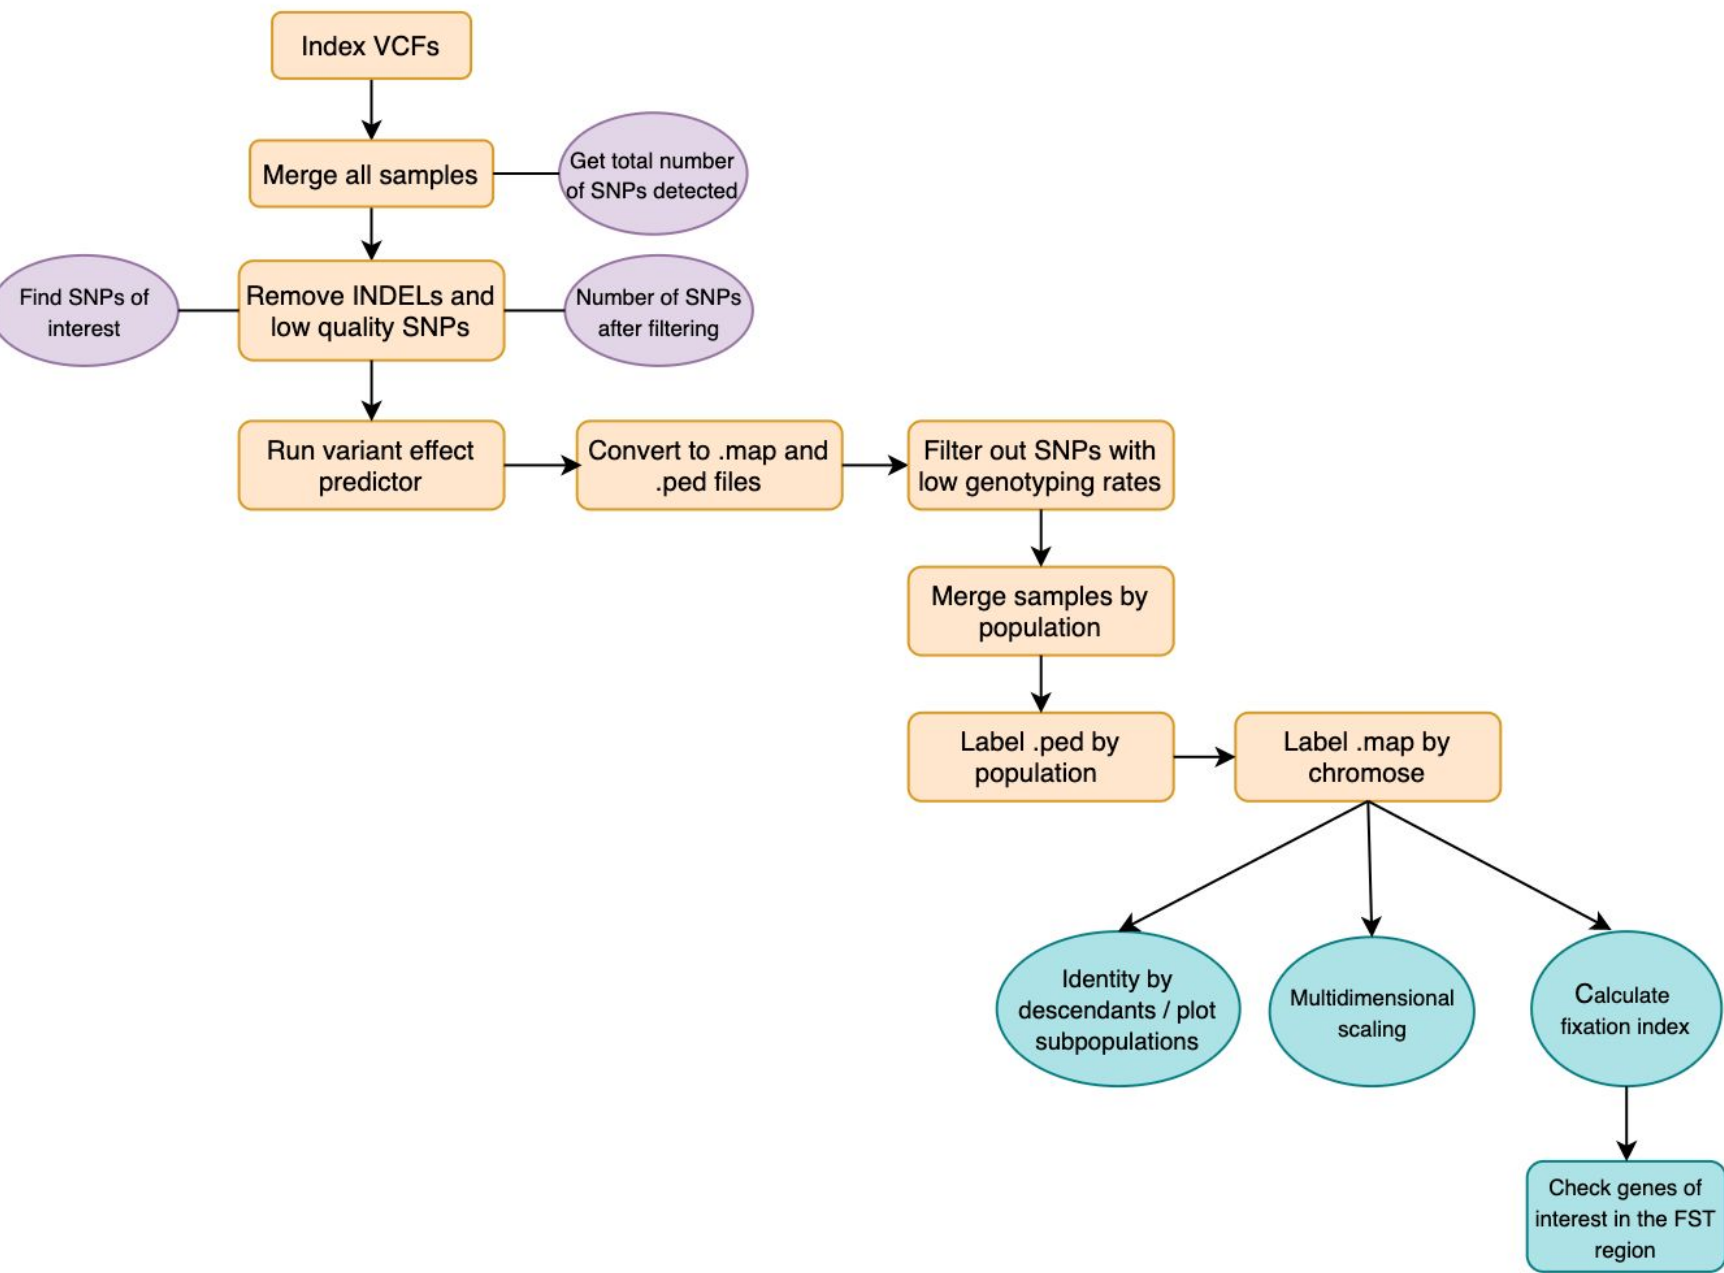 Index VCFs
Merge all samples
Get total number
of SNPs detected
Find SNPs of
interest
Remove INDELs and
low quality SNPs
Number of SNPs
after filtering
Run variant effect
predictor
Convert to .map and
.ped files
Filter out SNPs with
low genotyping rates
Merge samples by
population
Label .ped by
population
Label .map by
chromose
Identity by
descendants / plot
subpopulations
Multidimensional
scaling
Calculate
fixation index
Check genes of
interest in the FST
region